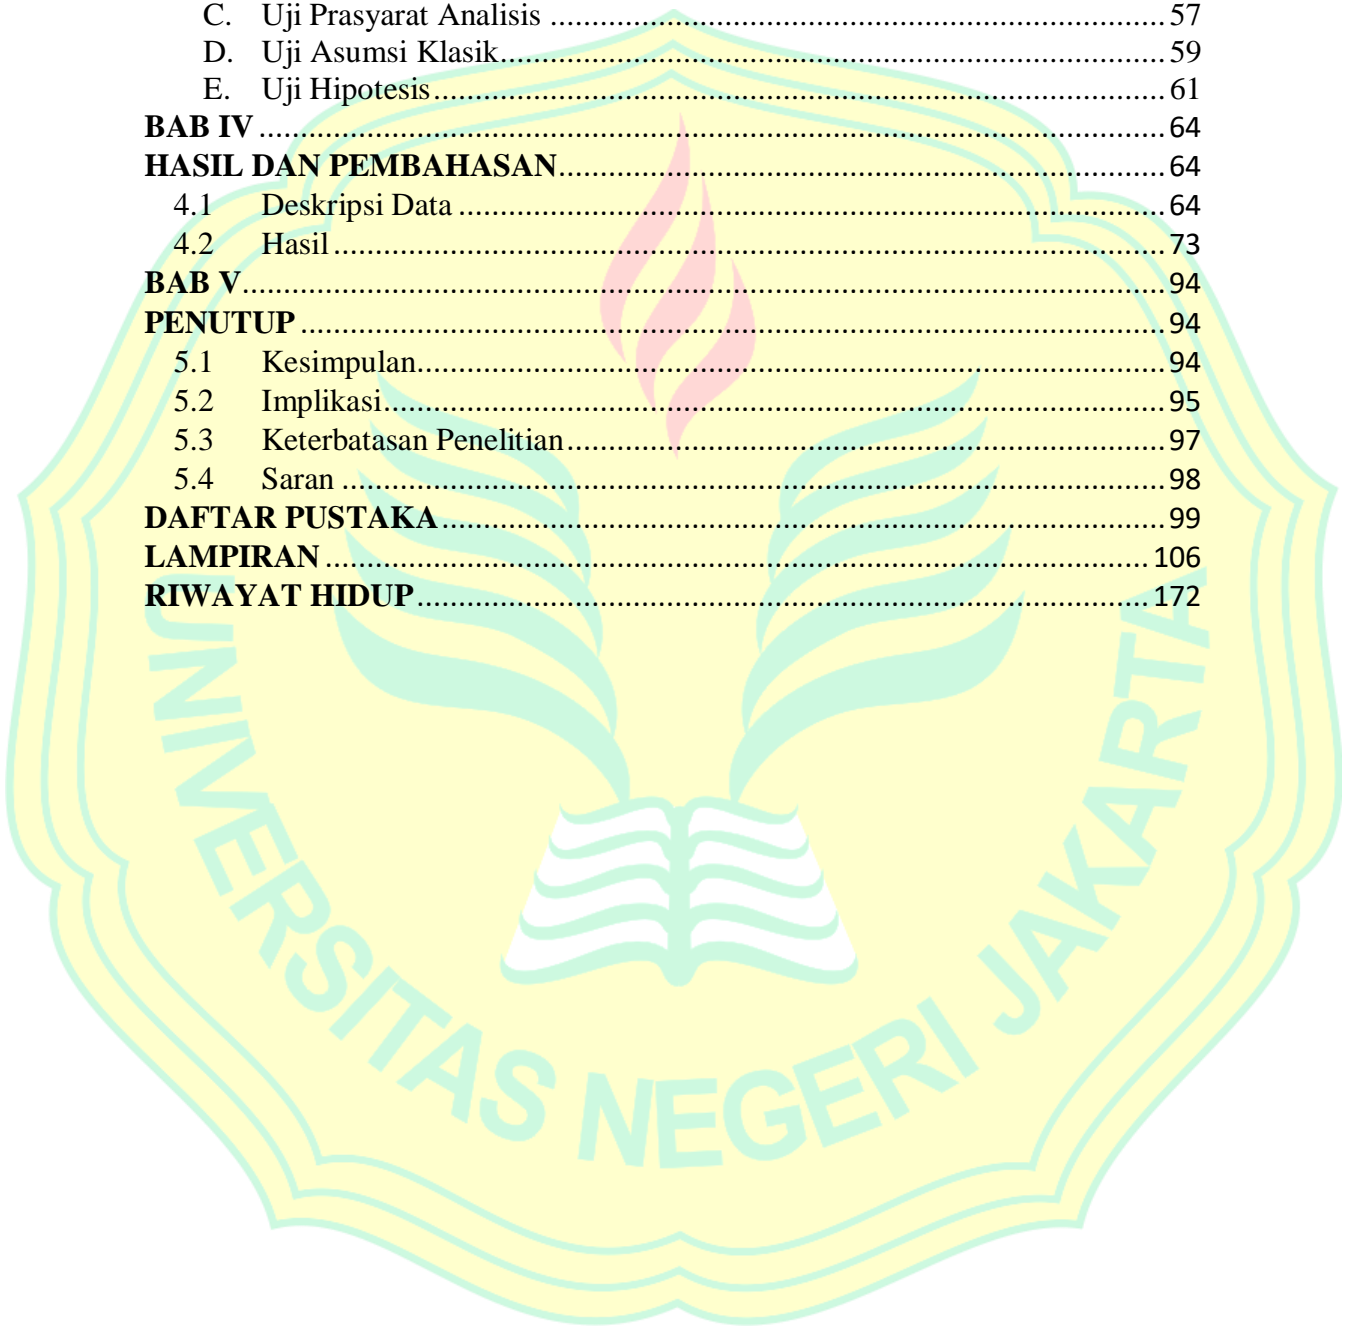 C. Uji Prasyarat Analisis ........................................ 57
D. Uji Asumsi Klasik ........................................ 59
E. Uji Hipotesis ........................................ 61
BAB IV ........................................ 64
HASIL DAN PEMBAHASAN ........................................ 64
4.1 Deskripsi Data ........................................ 64
4.2 Hasil ........................................ 73
BAB V ........................................ 94
PENUTUP ........................................ 94
5.1 Kesimpulan ........................................ 94
5.2 Implikasi ........................................ 95
5.3 Keterbatasan Penelitian ........................................ 97
5.4 Saran ........................................ 98
DAFTAR PUSTAKA ........................................ 99
LAMPIRAN ........................................ 106
RIWAYAT HIDUP ........................................ 172
UNIVERSITAS NEGERI JAKARTA